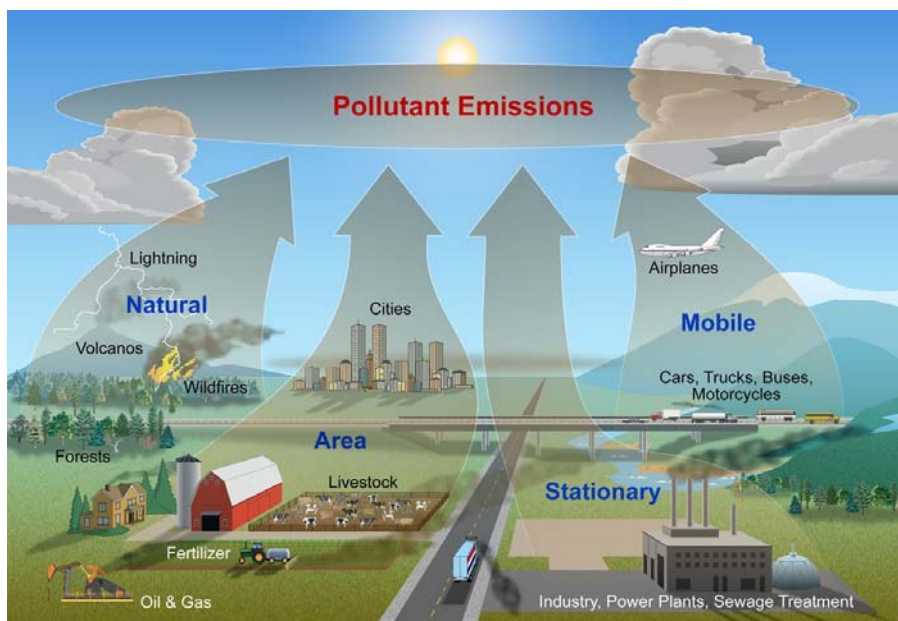 Pollutant Emissions
Lightning
Natural
Volcanos
Wildfires
Forests
Cities
Area
Livestock
Fertilizer
Oil & Gas
Airplanes
Mobile
Cars, Trucks, Buses,
Motorcycles
Stationary
Industry, Power Plants, Sewage Treatment